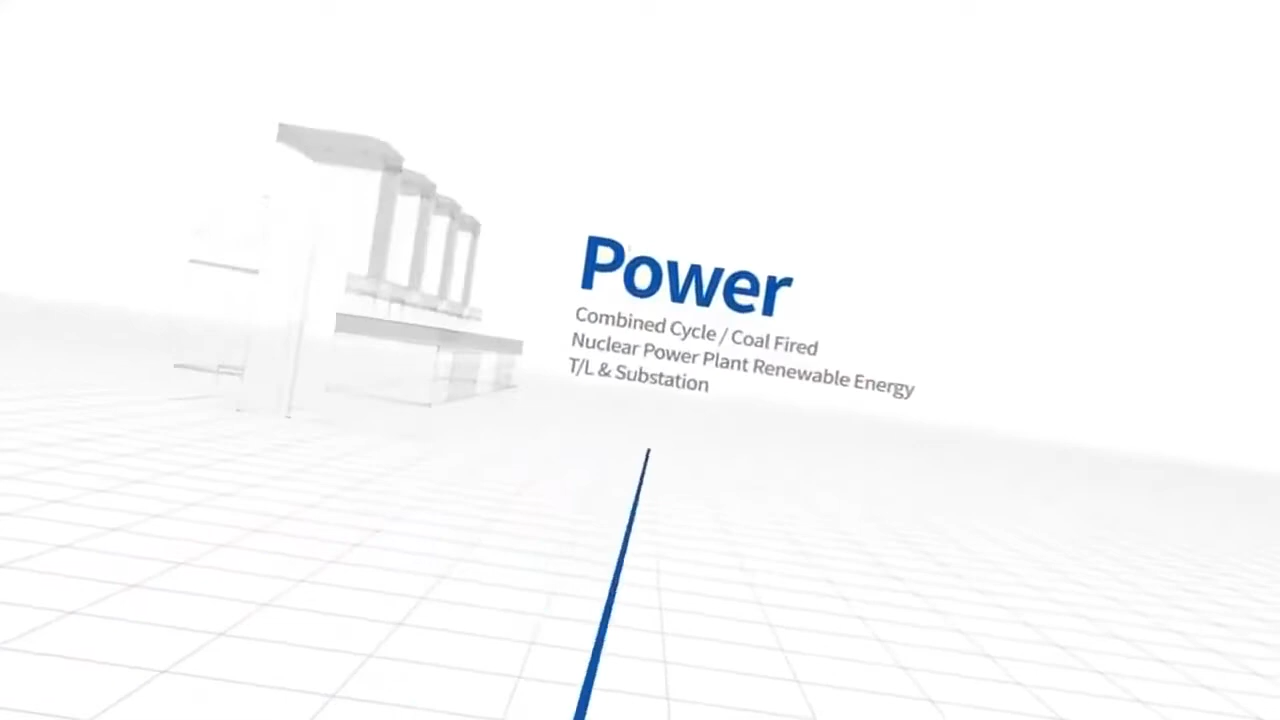 Power
Combined Cycle / Coal Fired
Nuclear Power Plant Renewable Energy
T/L & Substation